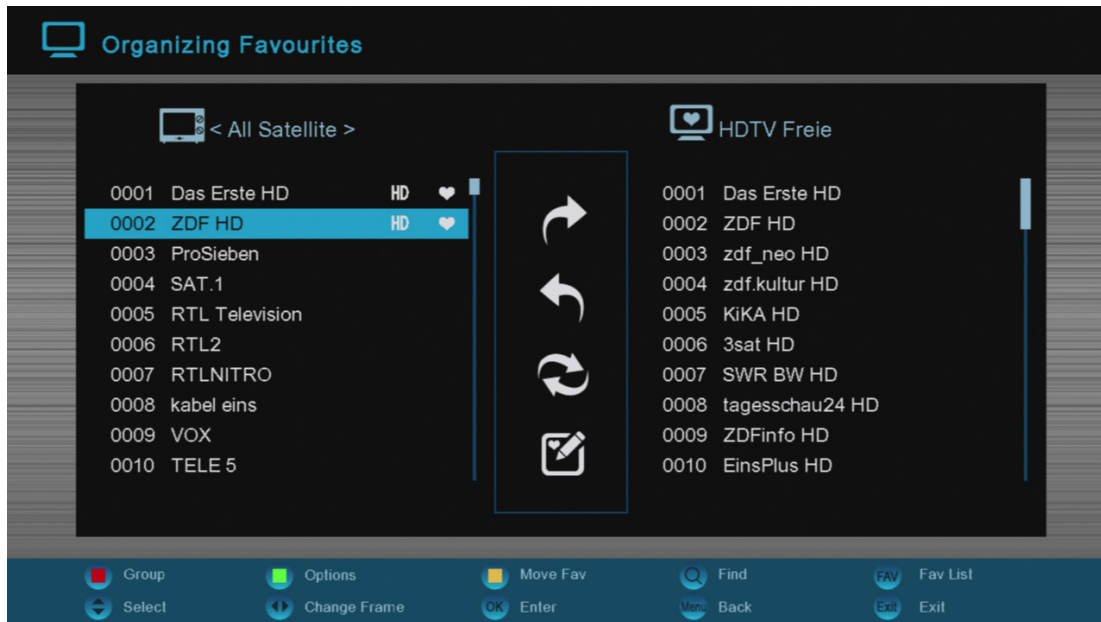 Organizing Favourites
< All Satellite >
HDTV Freie
0001 Das Erste HD HD
0002 ZDF HD HD
0003 ProSieben
0004 SAT.1
0005 RTL Television
0006 RTL2
0007 RTLNITRO
0008 kabel eins
0009 VOX
0010 TELE 5
0001 Das Erste HD
0002 ZDF HD
0003 zdf_neo HD
0004 zdf.kultur HD
0005 KiKA HD
0006 3sat HD
0007 SWR BW HD
0008 tagesschau24 HD
0009 ZDFinfo HD
0010 EinsPlus HD
Group Options Move Fav Find FAV Fav List
Select Change Frame OK Enter Menu Back Exit Exit